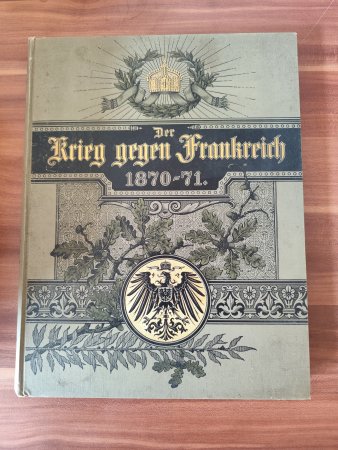 Der
Krieg gegen Frankreich
1870-71.